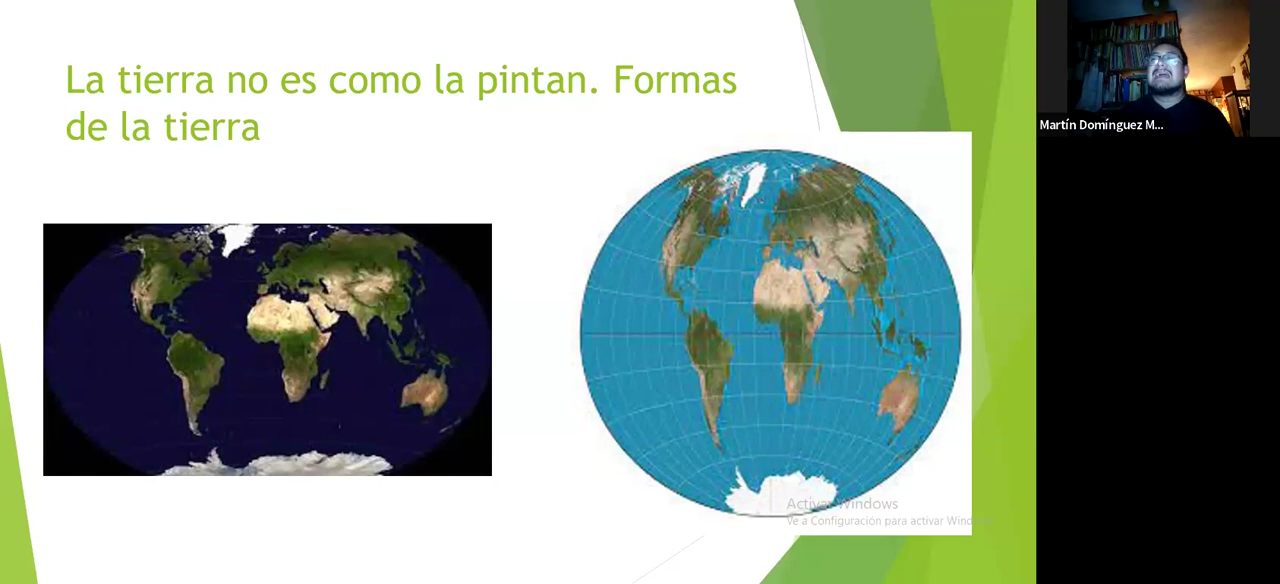 La tierra no es como la pintan. Formas
de la tierra
Martín Domínguez M...
Activar Windows
Ve a Configuración para activar